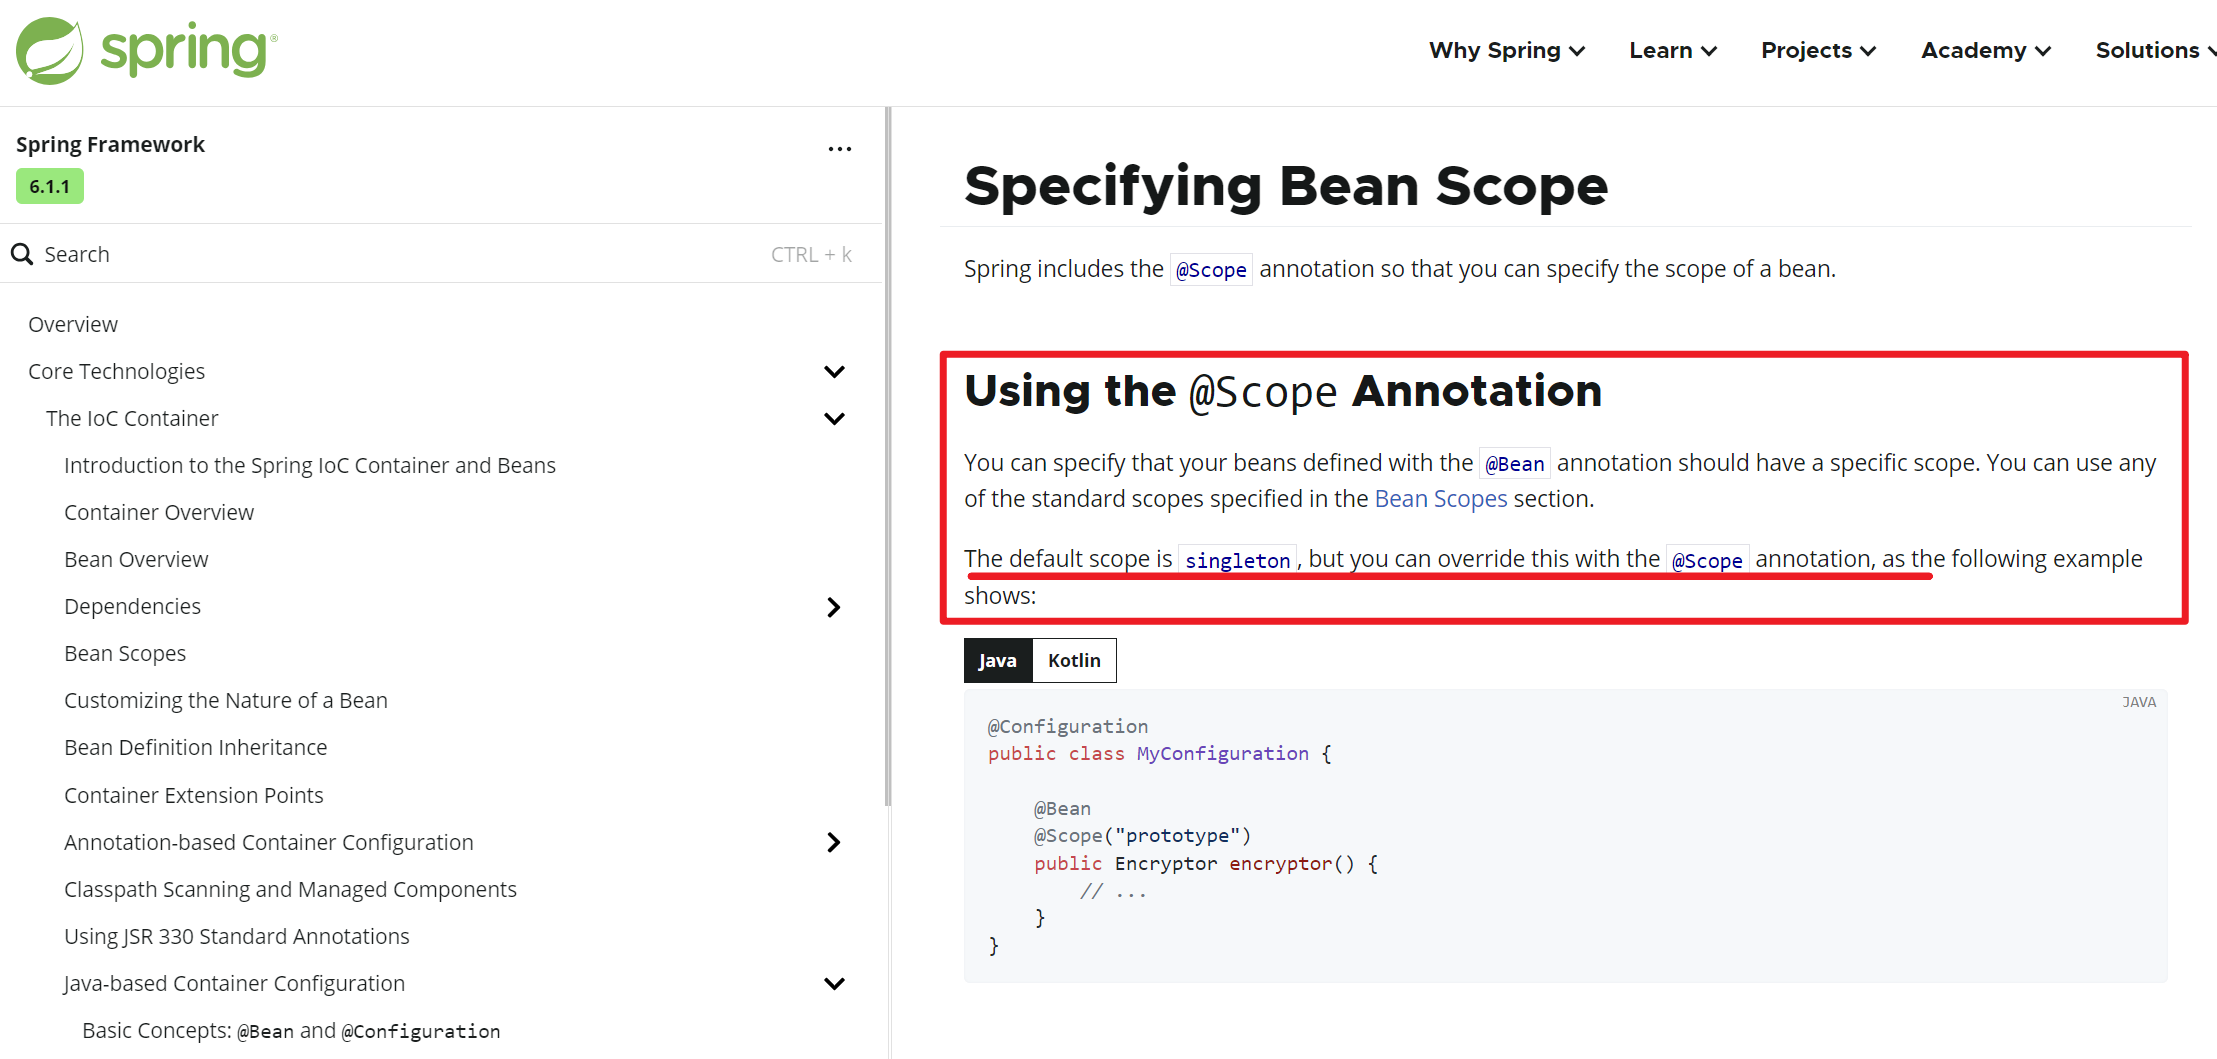 spring®
Why Spring
Learn
Projects
Academy
Solutions
Spring Framework
...
6.1.1
Search
CTRL + k
Overview
Core Technologies
The IoC Container
Introduction to the Spring IoC Container and Beans
Container Overview
Bean Overview
Dependencies
Bean Scopes
Customizing the Nature of a Bean
Bean Definition Inheritance
Container Extension Points
Annotation-based Container Configuration
Classpath Scanning and Managed Components
Using JSR 330 Standard Annotations
Java-based Container Configuration
Basic Concepts: @Bean and @Configuration
Specifying Bean Scope
Spring includes the @Scope annotation so that you can specify the scope of a bean.
Using the @Scope Annotation
You can specify that your beans defined with the @Bean annotation should have a specific scope. You can use any
of the standard scopes specified in the Bean Scopes section.
The default scope is singleton, but you can override this with the @Scope annotation, as the following example
shows:
Java
Kotlin
JAVA
@Configuration
public class MyConfiguration {
@Bean
@Scope("prototype")
public Encryptor encryptor() {
// ...
}
}